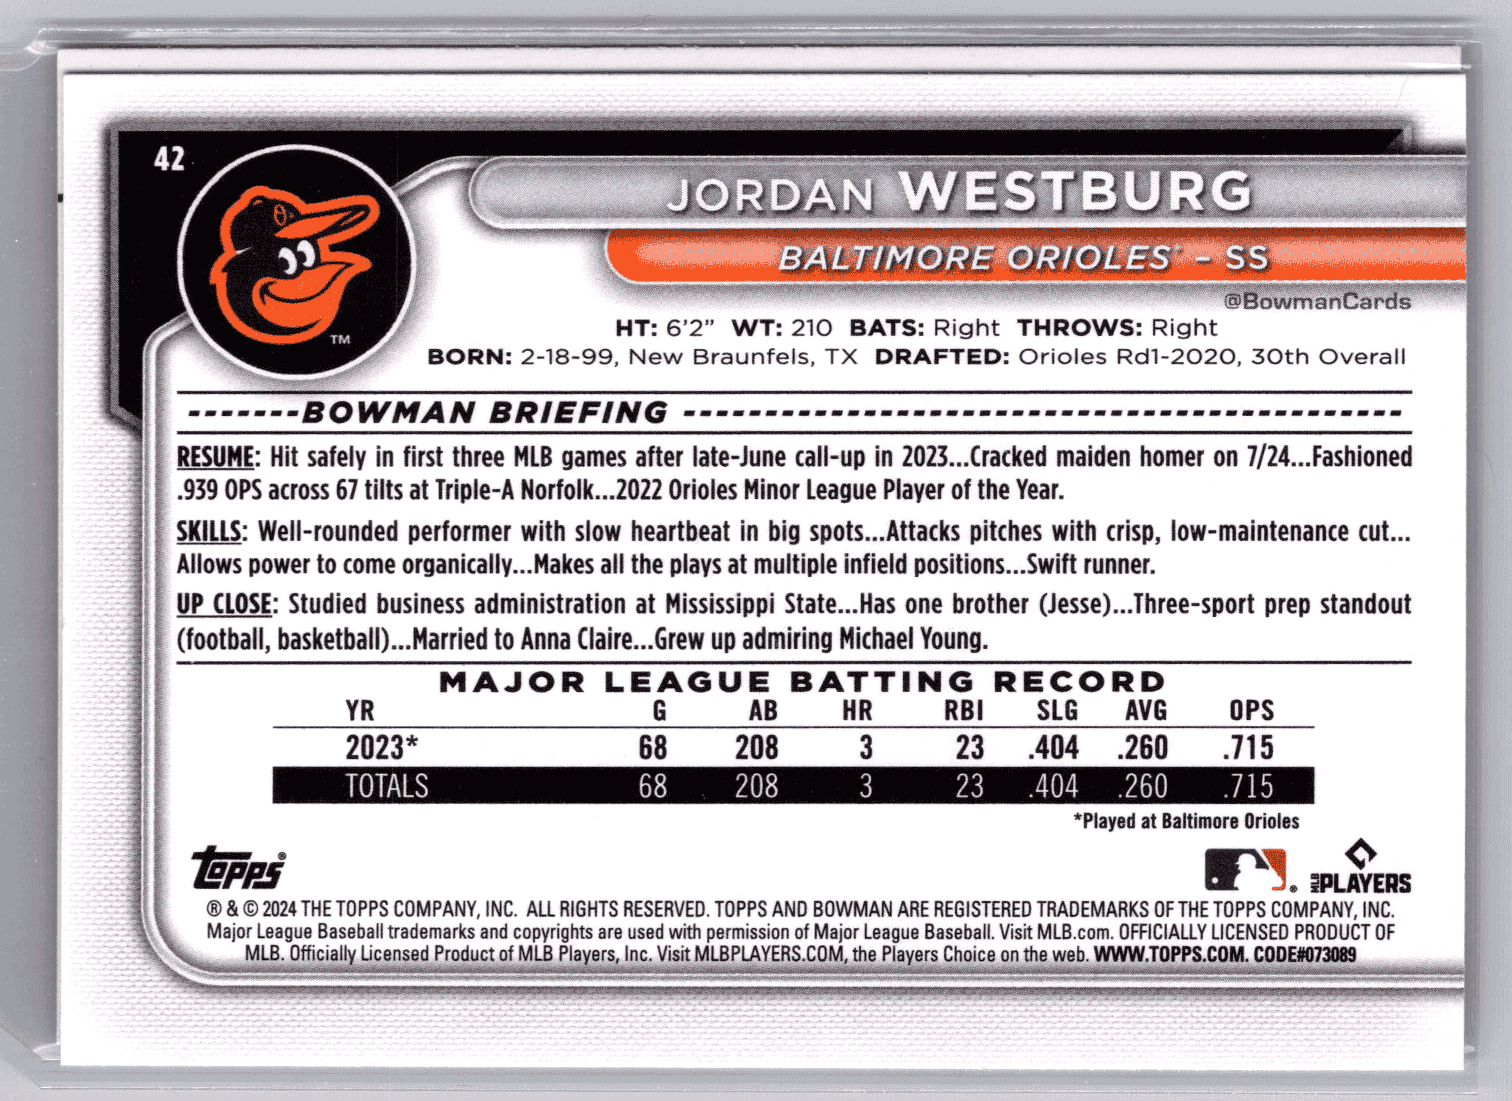 42
JORDAN WESTBURG
BALTIMORE ORIOLES™ – SS
@BowmanCards
HT: 6'2" WT: 210 BATS: Right THROWS: Right
BORN: 2-18-99, New Braunfels, TX DRAFTED: Orioles Rd1-2020, 30th Overall
TM
BOWMAN BRIEFING
RESUME: Hit safely in first three MLB games after late-June call-up in 2023...Cracked maiden homer on 7/24...Fashioned
.939 OPS across 67 tilts at Triple-A Norfolk...2022 Orioles Minor League Player of the Year.
SKILLS: Well-rounded performer with slow heartbeat in big spots...Attacks pitches with crisp, low-maintenance cut...
Allows power to come organically...Makes all the plays at multiple infield positions...Swift runner.
UP CLOSE: Studied business administration at Mississippi State...Has one brother (Jesse)...Three-sport prep standout
(football, basketball)...Married to Anna Claire...Grew up admiring Michael Young.
MAJOR LEAGUE BATTING RECORD
YR G AB HR RBI SLG AVG OPS
2023* 68 208 3 23 .404 .260 .715
TOTALS 68 208 3 23 .404 .260 .715
*Played at Baltimore Orioles
Topps®
® MLB PLAYERS
® & © 2024 THE TOPPS COMPANY, INC. ALL RIGHTS RESERVED. TOPPS AND BOWMAN ARE REGISTERED TRADEMARKS OF THE TOPPS COMPANY, INC.
Major League Baseball trademarks and copyrights are used with permission of Major League Baseball. Visit MLB.com. OFFICIALLY LICENSED PRODUCT OF
MLB. Officially Licensed Product of MLB Players, Inc. Visit MLBPLAYERS.COM, the Players Choice on the web. WWW.TOPPS.COM. CODE#073089